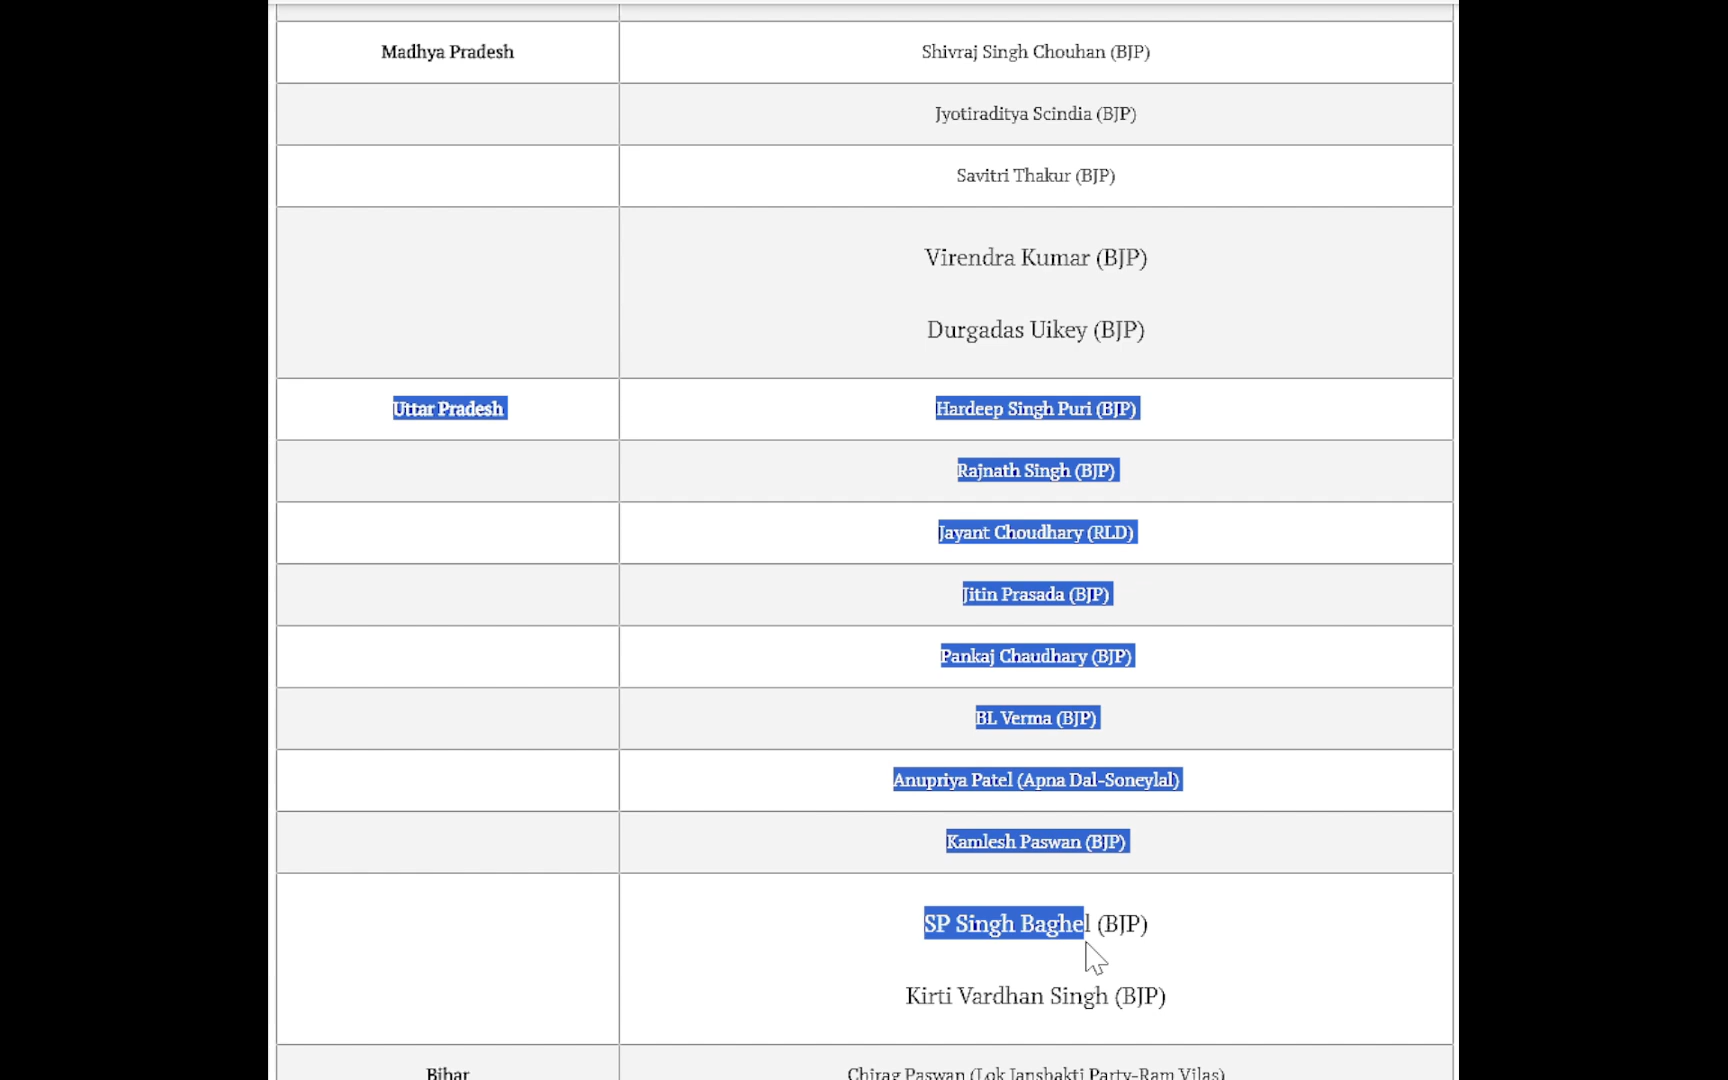 Madhya Pradesh Shivraj Singh Chouhan (BJP)
Jyotiraditya Scindia (BJP)
Savitri Thakur (BJP)
Virendra Kumar (BJP)
Durgadas Uikey (BJP)
Uttar Pradesh Hardeep Singh Puri (BJP)
Rajnath Singh (BJP)
Jayant Choudhary (RLD)
Jitin Prasada (BJP)
Pankaj Chaudhary (BJP)
BL Verma (BJP)
Anupriya Patel (Apna Dal-Soneylal)
Kamlesh Paswan (BJP)
SP Singh Baghel (BJP)
Kirti Vardhan Singh (BJP)
Bihar Chirag Paswan (Lok Janshakti Party-Ram Vilas)